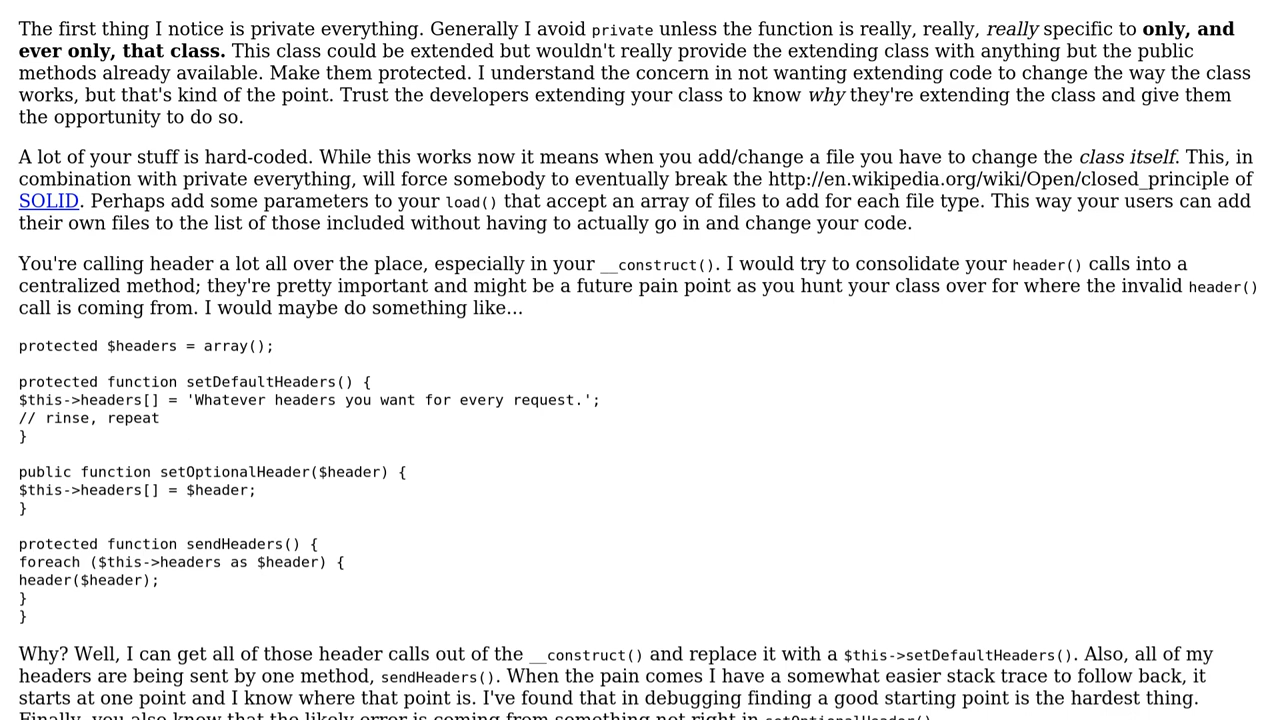 The first thing I notice is private everything. Generally I avoid private unless the function is really, really, really specific to only, and
ever only, that class. This class could be extended but wouldn't really provide the extending class with anything but the public
methods already available. Make them protected. I understand the concern in not wanting extending code to change the way the class
works, but that's kind of the point. Trust the developers extending your class to know why they're extending the class and give them
the opportunity to do so.
A lot of your stuff is hard-coded. While this works now it means when you add/change a file you have to change the class itself. This, in
combination with private everything, will force somebody to eventually break the http://en.wikipedia.org/wiki/Open/closed_principle of
SOLID. Perhaps add some parameters to your load() that accept an array of files to add for each file type. This way your users can add
their own files to the list of those included without having to actually go in and change your code.
You're calling header a lot all over the place, especially in your __construct(). I would try to consolidate your header() calls into a
centralized method; they're pretty important and might be a future pain point as you hunt your class over for where the invalid header()
call is coming from. I would maybe do something like...
protected $headers = array();
protected function setDefaultHeaders() {
$this->headers[] = 'Whatever headers you want for every request.';
// rinse, repeat
}
public function setOptionalHeader($header) {
$this->headers[] = $header;
}
protected function sendHeaders() {
foreach ($this->headers as $header) {
header($header);
}
}
Why? Well, I can get all of those header calls out of the __construct() and replace it with a $this->setDefaultHeaders(). Also, all of my
headers are being sent by one method, sendHeaders(). When the pain comes I have a somewhat easier stack trace to follow back, it
starts at one point and I know where that point is. I've found that in debugging finding a good starting point is the hardest thing.
Finally, you also know that the likely error is coming from something not right in setOptionalHeader().